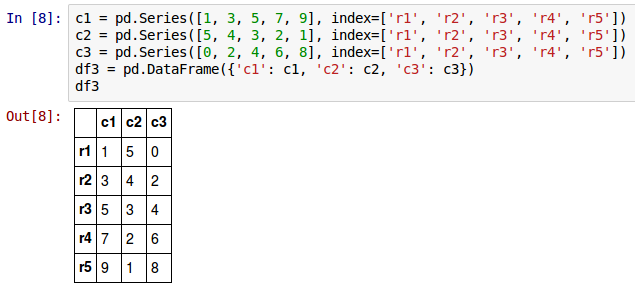 In [8]: c1 = pd.Series([1, 3, 5, 7, 9], index=['r1', 'r2', 'r3', 'r4', 'r5'])
c2 = pd.Series([5, 4, 3, 2, 1], index=['r1', 'r2', 'r3', 'r4', 'r5'])
c3 = pd.Series([0, 2, 4, 6, 8], index=['r1', 'r2', 'r3', 'r4', 'r5'])
df3 = pd.DataFrame({'c1': c1, 'c2': c2, 'c3': c3})
df3
Out[8]:
c1 c2 c3
r1 1 5 0
r2 3 4 2
r3 5 3 4
r4 7 2 6
r5 9 1 8